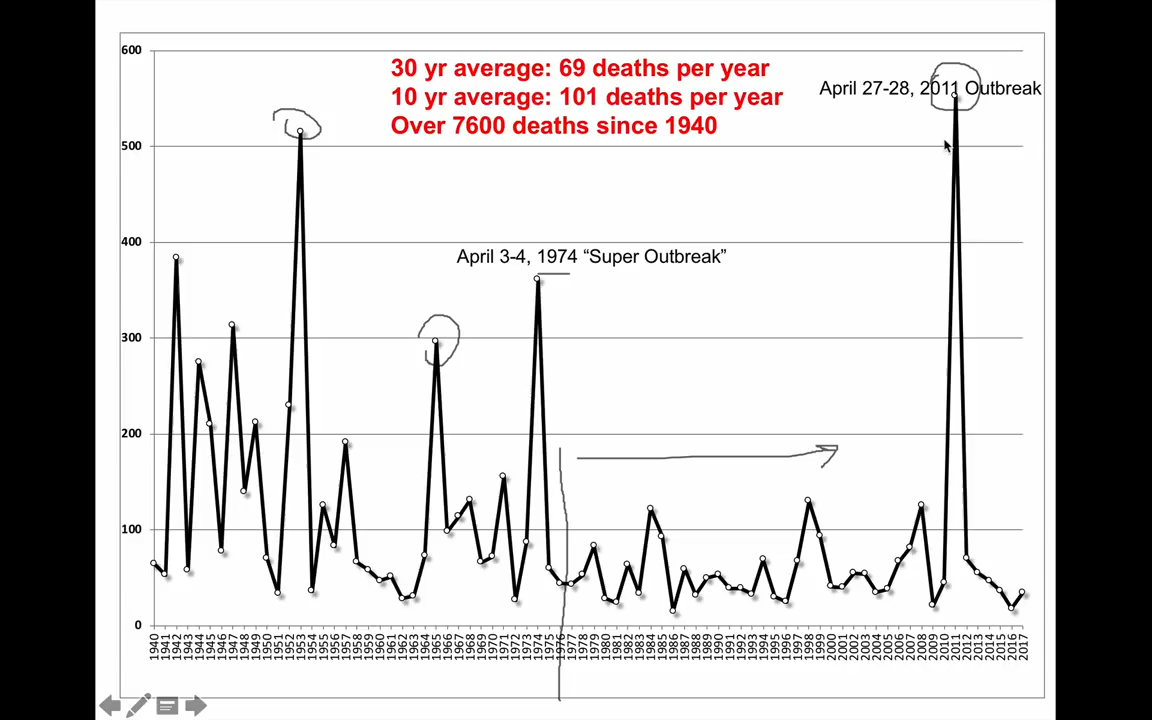 600
30 yr average: 69 deaths per year
April 27-28, 2011 Outbreak
10 yr average: 101 deaths per year
Over 7600 deaths since 1940
500
400
April 3-4, 1974 “Super Outbreak”
300
200
100
0
1940 1941 1942 1943 1944 1945 1946 1947 1948 1949 1950 1951 1952 1953 1954 1955 1956 1957 1958 1959 1960 1961 1962 1963 1964 1965 1966 1967 1968 1969 1970 1971 1972 1973 1974 1975 1976 1977 1978 1979 1980 1981 1982 1983 1984 1985 1986 1987 1988 1989 1990 1991 1992 1993 1994 1995 1996 1997 1998 1999 2000 2001 2002 2003 2004 2005 2006 2007 2008 2009 2010 2011 2012 2013 2014 2015 2016 2017